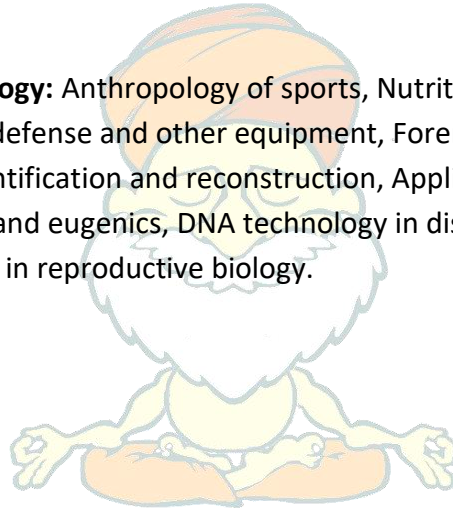 ogy: Anthropology of sports, Nutrit
defense and other equipment, Fore
ntification and reconstruction, Appl
and eugenics, DNA technology in dis
in reproductive biology.